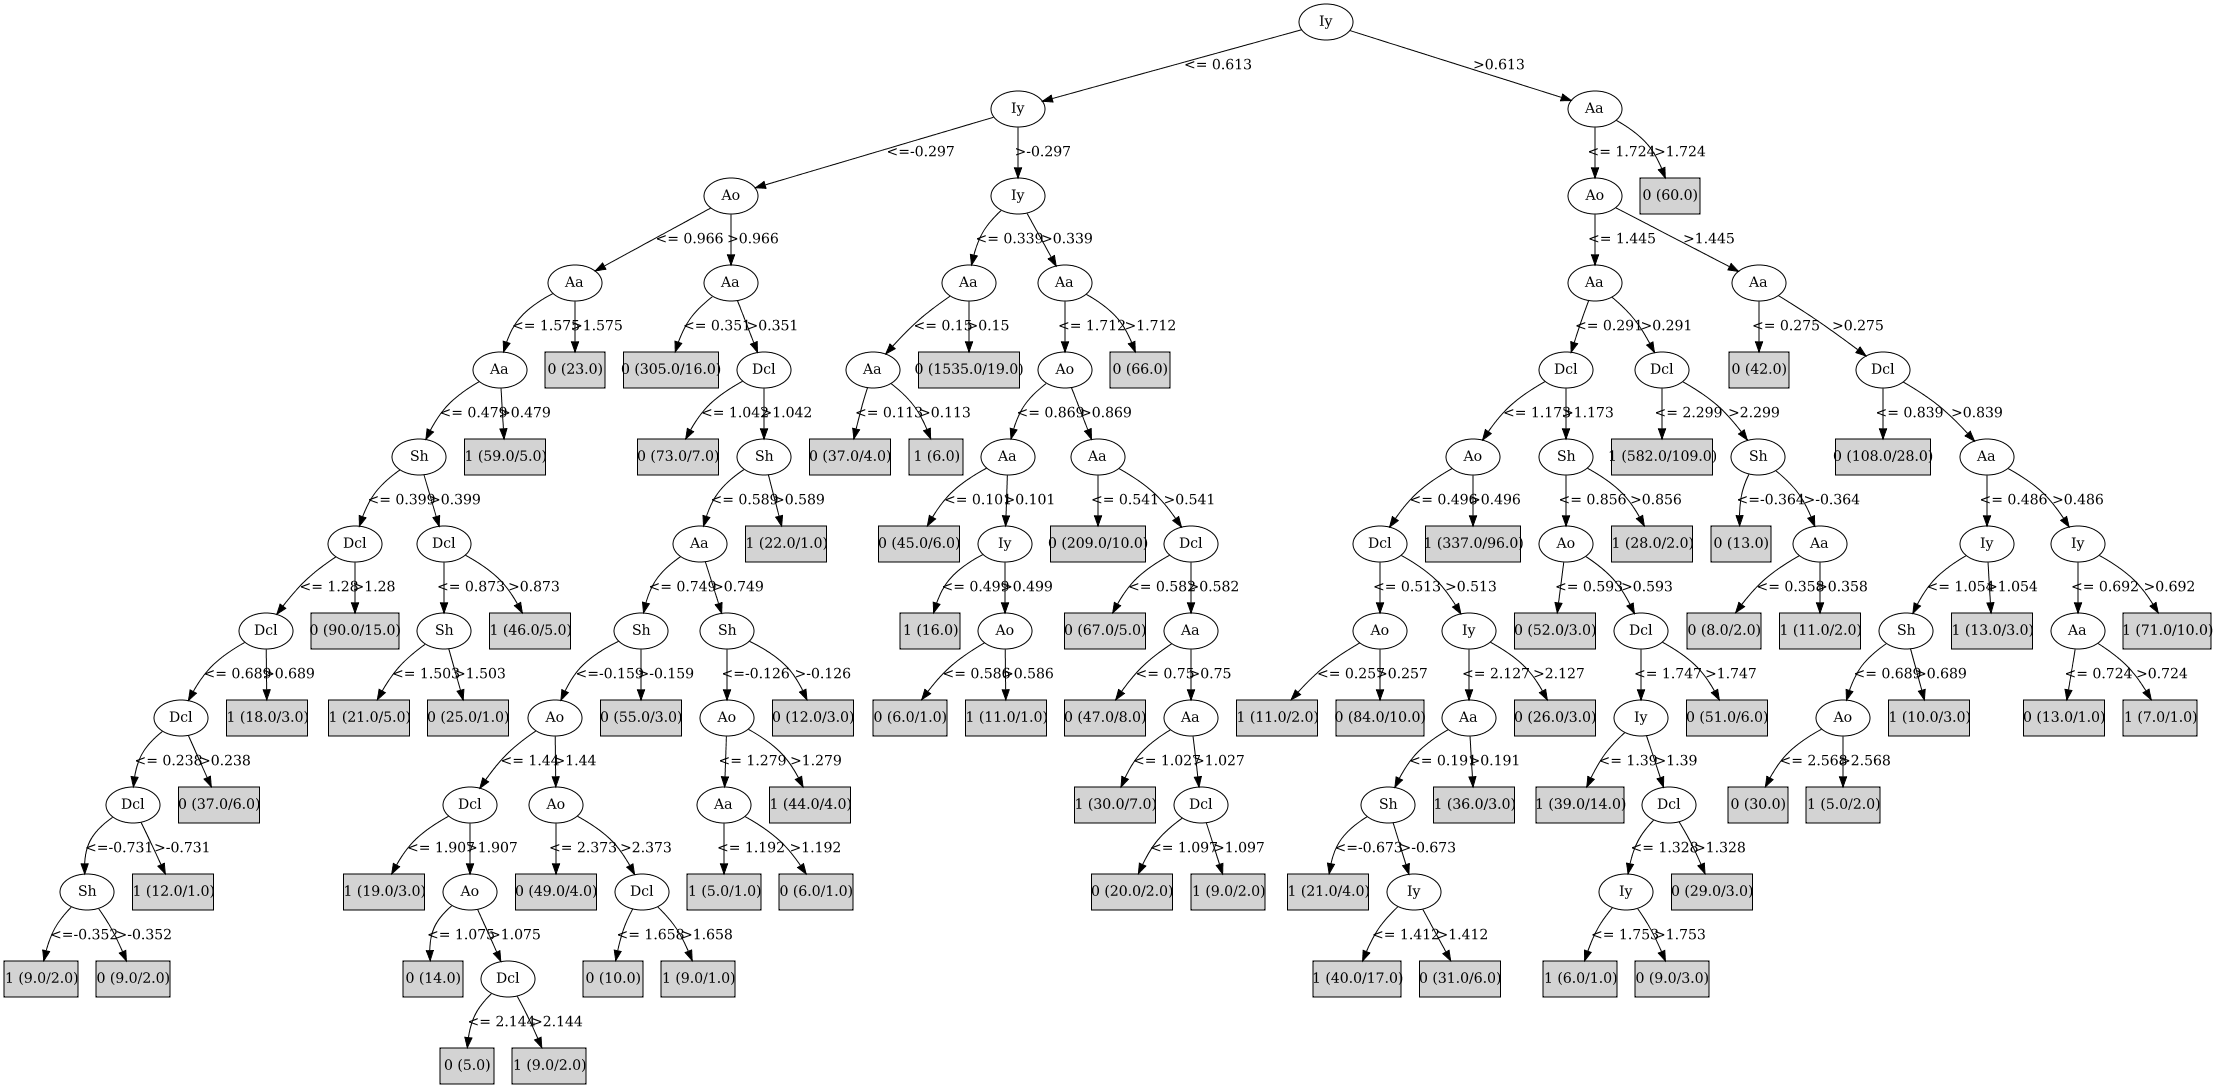 Iy
<= 0.613 >0.613
Iy Aa
<=-0.297 >-0.297 <= 1.724 >1.724
Ao Iy Ao 0 (60.0)
<= 0.966 >0.966 <= 0.339 >0.339 <= 1.445 >1.445
Aa Aa Aa Aa Aa Aa
<= 1.575 >1.575 <= 0.351 >0.351 <= 0.15 >0.15 <= 1.712 >1.712 <= 0.291 >0.291 <= 0.275 >0.275
Aa 0 (23.0) 0 (305.0/16.0) Dcl Aa 0 (1535.0/19.0) Ao 0 (66.0) Dcl Dcl 0 (42.0) Dcl
<= 0.479 >0.479 <= 1.042 >1.042 <= 0.113 >0.113 <= 0.869 >0.869 <= 1.173 >1.173 <= 2.299 >2.299 <= 0.839 >0.839
Sh 1 (59.0/5.0) 0 (73.0/7.0) Sh 0 (37.0/4.0) 1 (6.0) Aa Aa Ao Sh 1 (582.0/109.0) Sh 0 (108.0/28.0) Aa
<= 0.399 >0.399 <= 0.589 >0.589 <= 0.101 >0.101 <= 0.541 >0.541 <= 0.496 >0.496 <= 0.856 >0.856 <=-0.364 >-0.364 <= 0.486 >0.486
Dcl Dcl Aa 1 (22.0/1.0) 0 (45.0/6.0) Iy 0 (209.0/10.0) Dcl Dcl 1 (337.0/96.0) Ao 1 (28.0/2.0) 0 (13.0) Aa Iy Iy
<= 1.28 >1.28 <= 0.873 >0.873 <= 0.749 >0.749 <= 0.499 >0.499 <= 0.582 >0.582 <= 0.513 >0.513 <= 0.593 >0.593 <= 0.358 >0.358 <= 1.054 >1.054 <= 0.692 >0.692
Dcl 0 (90.0/15.0) Sh 1 (46.0/5.0) Sh Sh 1 (16.0) Ao 0 (67.0/5.0) Aa Ao Iy 0 (52.0/3.0) Dcl 0 (8.0/2.0) 1 (11.0/2.0) Sh 1 (13.0/3.0) Aa 1 (71.0/10.0)
<= 0.689 >0.689 <= 1.503 >1.503 <=-0.159 >-0.159 <=-0.126 >-0.126 <= 0.586 >0.586 <= 0.75 >0.75 <= 0.257 >0.257 <= 2.127 >2.127 <= 1.747 >1.747 <= 0.689 >0.689 <= 0.724 >0.724
Dcl 1 (18.0/3.0) 1 (21.0/5.0) 0 (25.0/1.0) Ao 0 (55.0/3.0) Ao 0 (12.0/3.0) 0 (6.0/1.0) 1 (11.0/1.0) 0 (47.0/8.0) Aa 1 (11.0/2.0) 0 (84.0/10.0) Aa 0 (26.0/3.0) Iy 0 (51.0/6.0) Ao 1 (10.0/3.0) 0 (13.0/1.0) 1 (7.0/1.0)
<= 0.238 >0.238 <= 1.44 >1.44 <= 1.279 >1.279 <= 1.027 >1.027 <= 0.191 >0.191 <= 1.39 >1.39 <= 2.568 >2.568
Dcl 0 (37.0/6.0) Dcl Ao Aa 1 (44.0/4.0) 1 (30.0/7.0) Dcl Sh 1 (36.0/3.0) 1 (39.0/14.0) Dcl 0 (30.0) 1 (5.0/2.0)
<=-0.731 >-0.731 <= 1.907 >1.907 <= 2.373 >2.373 <= 1.192 >1.192 <= 1.097 >1.097 <=-0.673 >-0.673 <= 1.328 >1.328
Sh 1 (12.0/1.0) 1 (19.0/3.0) Ao 0 (49.0/4.0) Dcl 1 (5.0/1.0) 0 (6.0/1.0) 0 (20.0/2.0) 1 (9.0/2.0) 1 (21.0/4.0) Iy Iy 0 (29.0/3.0)
<=-0.352 >-0.352 <= 1.075 >1.075 <= 1.658 >1.658 <= 1.412 >1.412 <= 1.753 >1.753
1 (9.0/2.0) 0 (9.0/2.0) 0 (14.0) Dcl 0 (10.0) 1 (9.0/1.0) 1 (40.0/17.0) 0 (31.0/6.0) 1 (6.0/1.0) 0 (9.0/3.0)
<= 2.144 >2.144
0 (5.0) 1 (9.0/2.0)